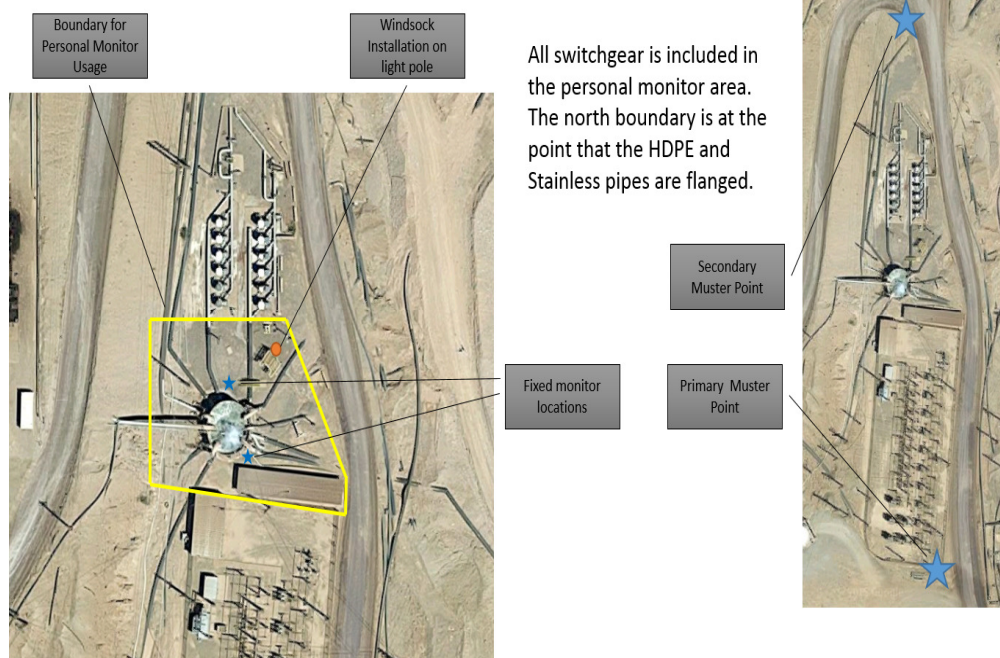 Boundary for
Personal Monitor
Usage
Windsock
Installation on
light pole
All switchgear is included in
the personal monitor area.
The north boundary is at the
point that the HDPE and
Stainless pipes are flanged.
Secondary
Muster Point
Fixed monitor
locations
Primary Muster
Point